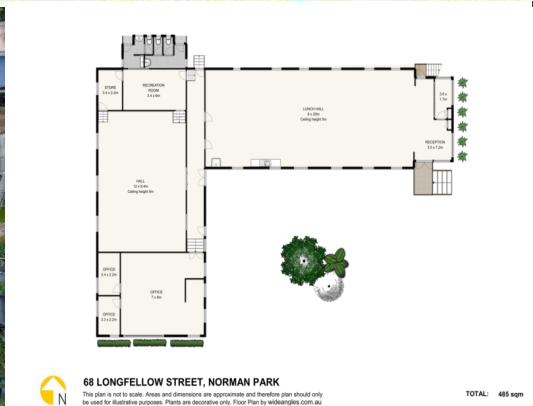 STORE
3.4 x 2.2m
RECREATION
ROOM
3.4 x 6m
LUNCH HALL
8 x 20m
Ceiling height 5m
3.6 x
1.7m
RECEPTION
3.5 x 7.2m
HALL
12 x 8.4m
Ceiling height 6m
OFFICE
3.4 x 2.2m
OFFICE
7 x 8m
OFFICE
3.3 x 2.2m
N
68 LONGFELLOW STREET, NORMAN PARK
This plan is not to scale. Areas and dimensions are approximate and therefore plan should only
be used for illustrative purposes. Plants are decorative only. Floor Plan by wideangles.com.au
TOTAL: 485 sqm